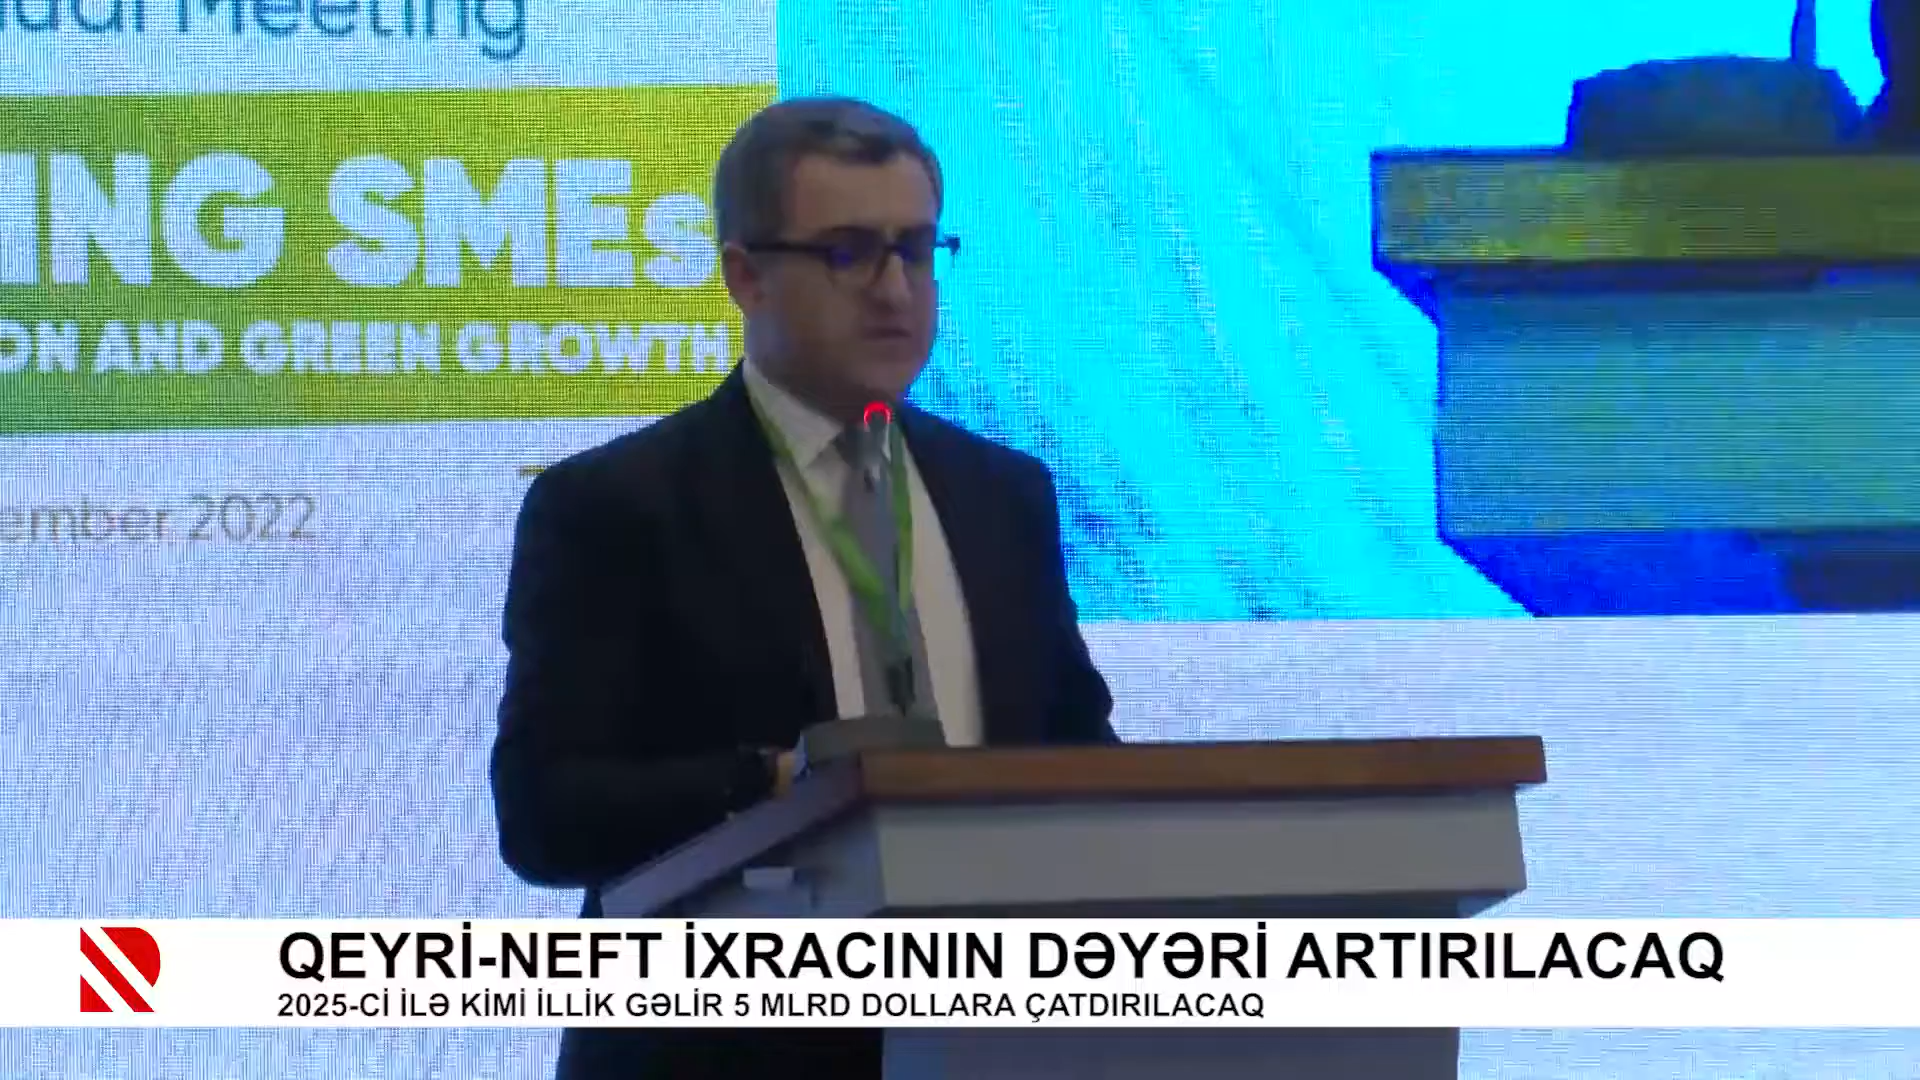 Meeting
ING SMEs
ON AND GREEN GROWTH
ember 2022
QEYRİ-NEFT İXRACININ DƏYƏRİ ARTIRILACAQ
2025-Cİ İLƏ KİMİ İLLİK GƏLİR 5 MLRD DOLLARA ÇATDIRILACAQ